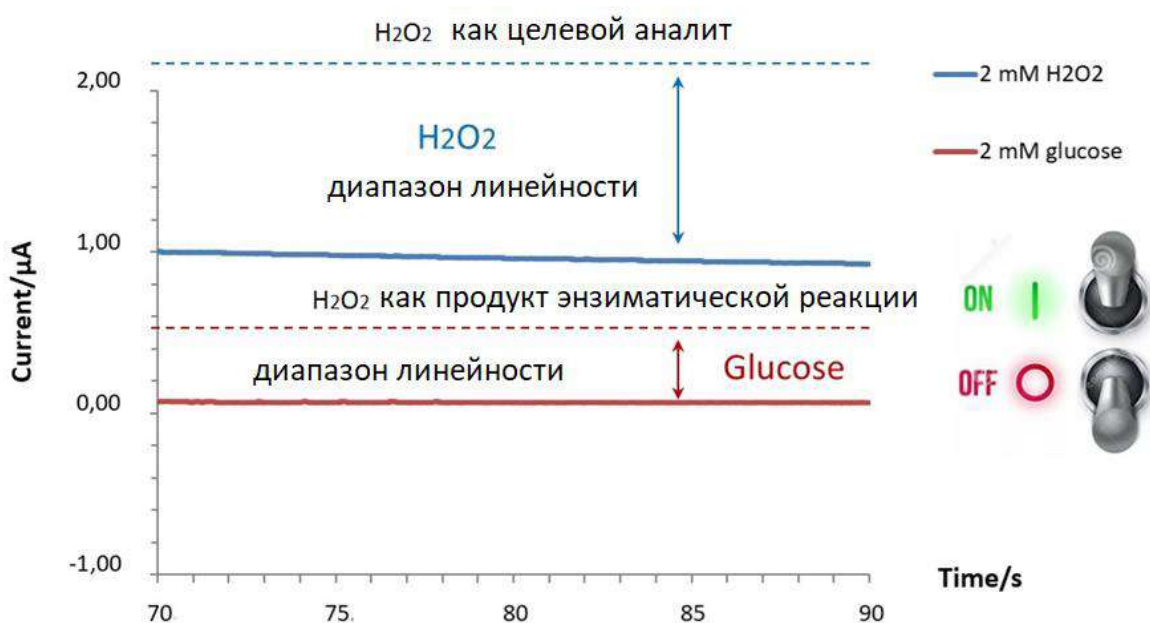 H2O2 как целевой аналит
2,00
2 mM H2O2
H2O2
2 mM glucose
диапазон линейности
1,00
Current/µA
H2O2 как продукт энзиматической реакции
ON
диапазон линейности
Glucose
OFF
0,00
-1,00
Time/s
70
75.
80
85
90